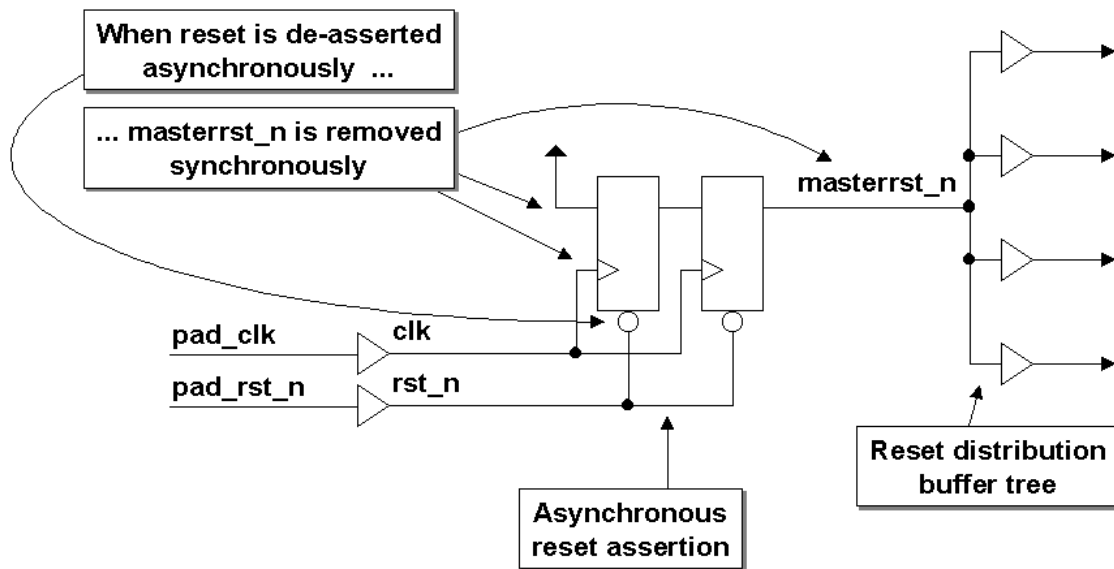 When reset is de-asserted
asynchronously ...
... masterrst_n is removed
synchronously
masterrst_n
pad_clk
clk
pad_rst_n
rst_n
Asynchronous
reset assertion
Reset distribution
buffer tree